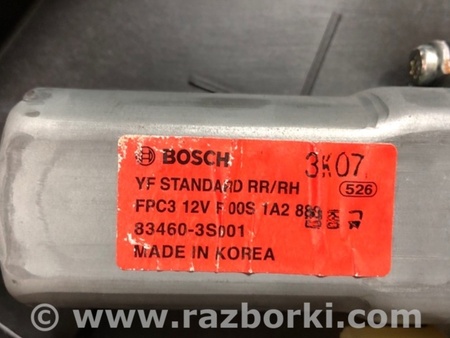 BOSCH 3K07
YF STANDARD RR/RH 526
FPC3 12V F 00S 1A2
83460-3S001
MADE IN KOREA
© www.razborki.com